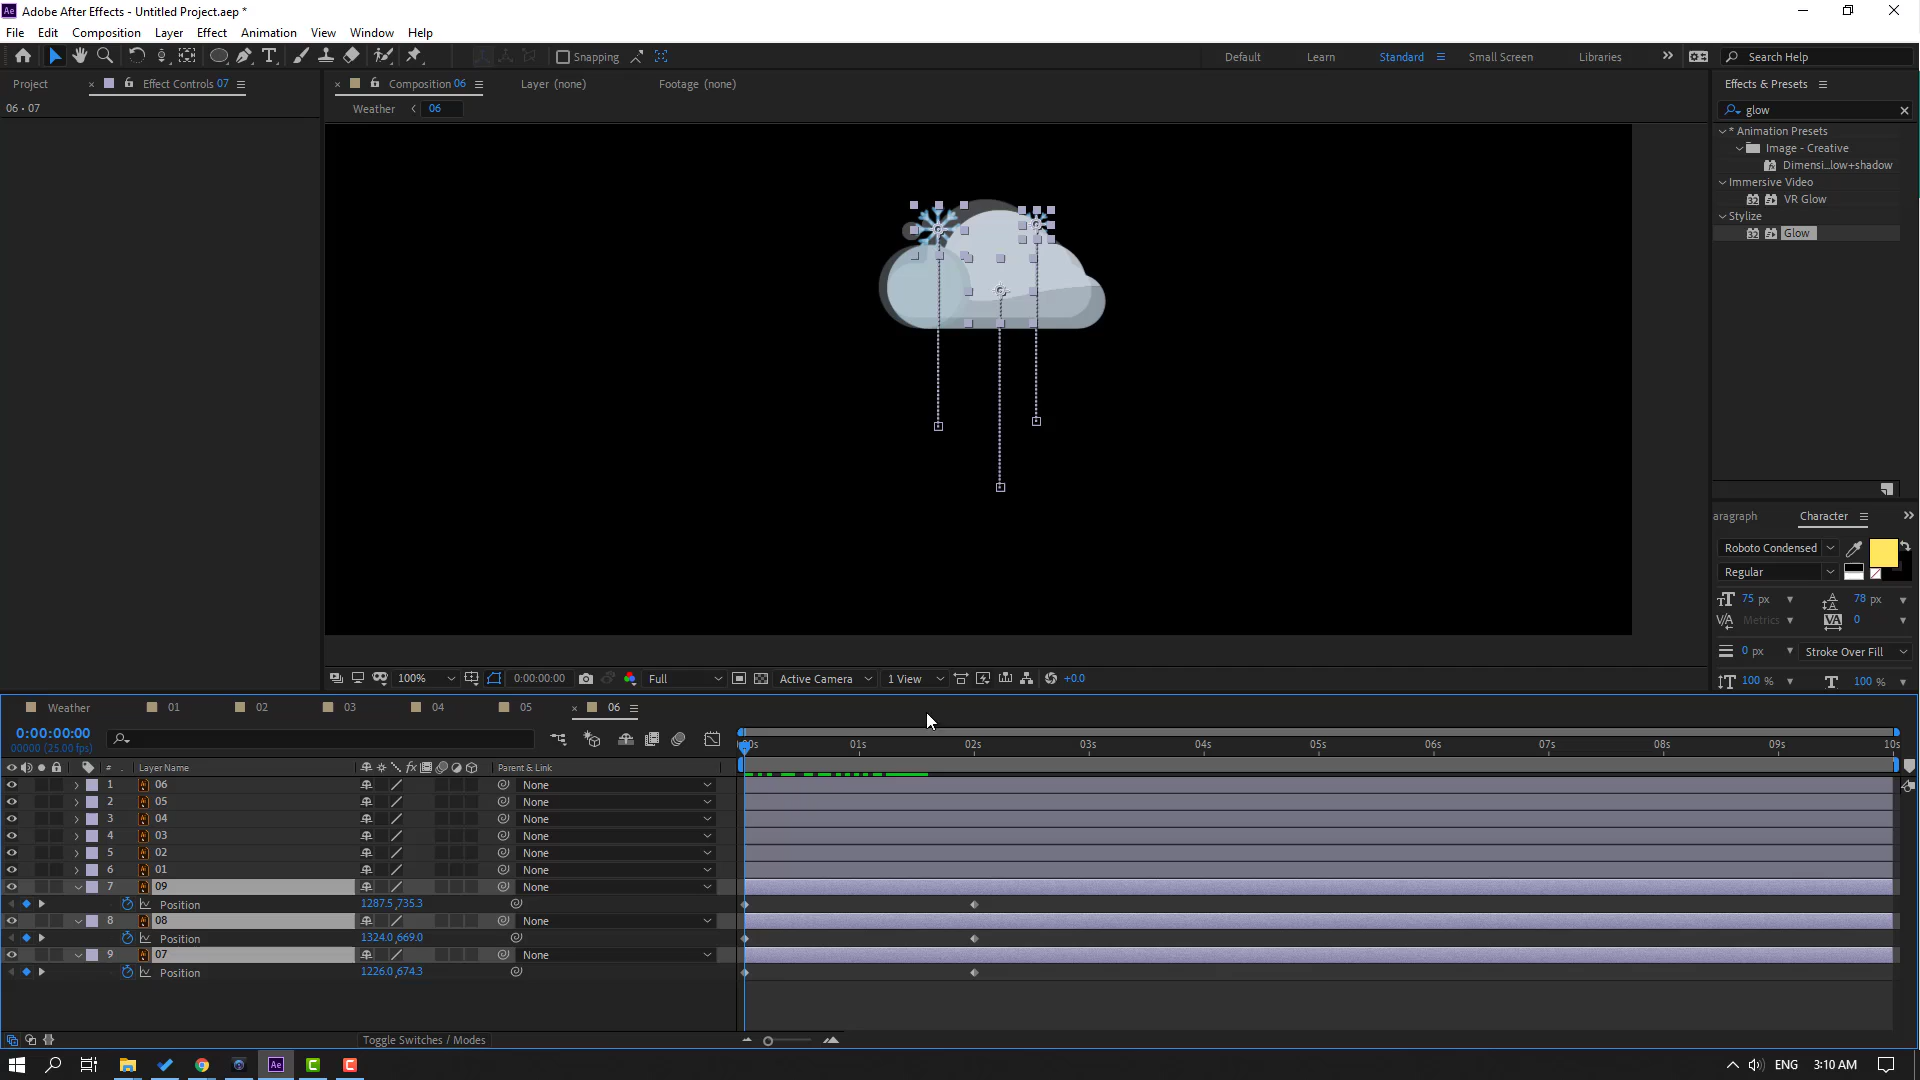 Ae Adobe After Effects - Untitled Project.aep *
File Edit Composition Layer Effect Animation View Window Help
Snapping Default Learn Standard Small Screen Libraries Search Help
Project Effect Controls 07 Composition 06 Layer (none) Footage (none) Effects & Presets
06 • 07 Weather 06 glow
* Animation Presets
Image - Creative
Dimensi...low+shadow
Immersive Video
VR Glow
Stylize
Glow
aragraph Character
Roboto Condensed
Regular
75 px 78 px
Metrics 0
0 px Stroke Over Fill
100 % 100 %
100% 0:00:00:00 Full Active Camera 1 View +0.0
Weather 01 02 03 04 05 06
0:00:00:00
00000 (25.00 fps)
00s 01s 02s 03s 04s 05s 06s 07s 08s 09s 10s
# Layer Name Parent & Link
1 06 None
2 05 None
3 04 None
4 03 None
5 02 None
6 01 None
7 09 None
Position 1287.5,735.3
8 08 None
Position 1324.0,669.0
9 07 None
Position 1226.0,674.3
Toggle Switches / Modes
Ae ENG 3:10 AM